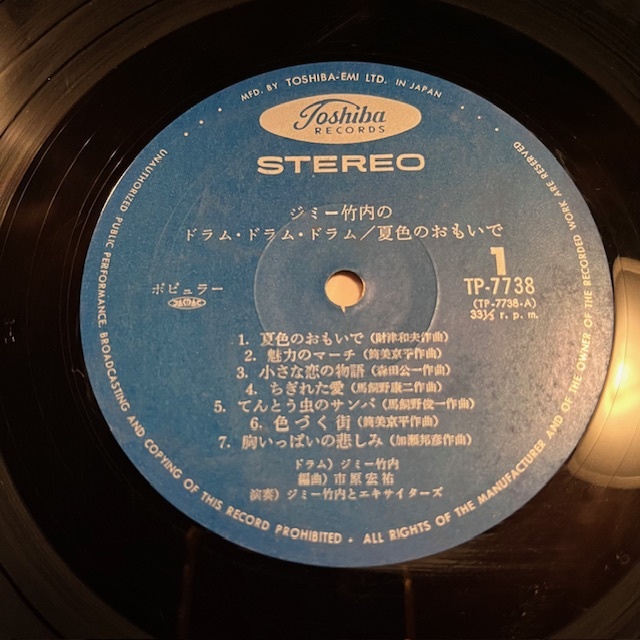 MFD. BY TOSHIBA-EMI LTD. IN JAPAN
Toshiba
RECORDS
STEREO
ジミー竹内の
ドラム・ドラム・ドラム／夏色のおもいで
ポピュラー
1
TP-7738
(TP-7738-A)
33⅓ r. p. m.
1. 夏色のおもいで (財津和夫作曲)
2. 魅力のマーチ (筒美京平作曲)
3. 小さな恋の物語 (森田公一作曲)
4. ちぎれた愛 (馬飼野康二作曲)
5. てんとう虫のサンバ (馬飼野俊一作曲)
6. 色づく街 (筒美京平作曲)
7. 胸いっぱいの悲しみ (加瀬邦彦作曲)
ドラム) ジミー竹内
編曲) 市原宏祐
演奏) ジミー竹内とエキサイターズ
UNAUTHORIZED PUBLIC PERFORMANCE, BROADCASTING AND COPYING OF THIS RECORD PROHIBITED • ALL RIGHTS OF THE MANUFACTURER AND OF THE OWNER OF THE RECORDED WORK ARE RESERVED